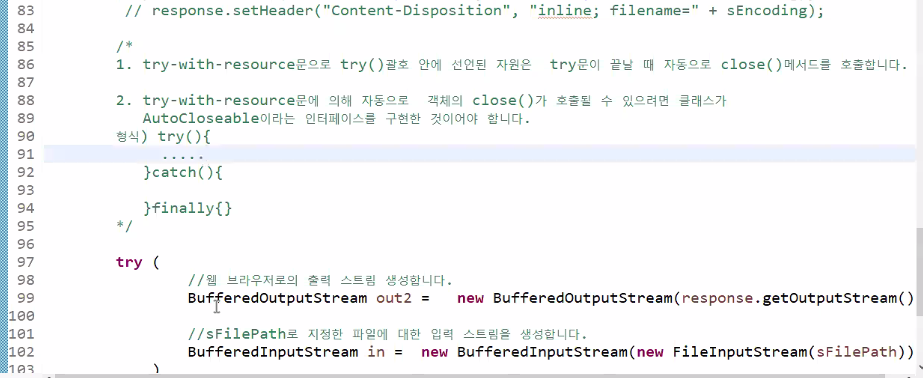 83 // response.setHeader("Content-Disposition", "inline; filename=" + sEncoding);
84
85 /*
86 1. try-with-resource문으로 try()괄호 안에 선언된 자원은 try문이 끝날 때 자동으로 close()메서드를 호출합니다.
87
88 2. try-with-resource문에 의해 자동으로 객체의 close()가 호출될 수 있으려면 클래스가
89 AutoCloseable이라는 인터페이스를 구현한 것이어야 합니다.
90 형식) try(){
91 .....
92 }catch(){
93
94 }finally{}
95 */
96
97 try (
98 //웹 브라우저로의 출력 스트림 생성합니다.
99 BufferedOutputStream out2 = new BufferedOutputStream(response.getOutputStream()
100
101 //sFilePath로 지정한 파일에 대한 입력 스트림을 생성합니다.
102 BufferedInputStream in = new BufferedInputStream(new FileInputStream(sFilePath))
103 )